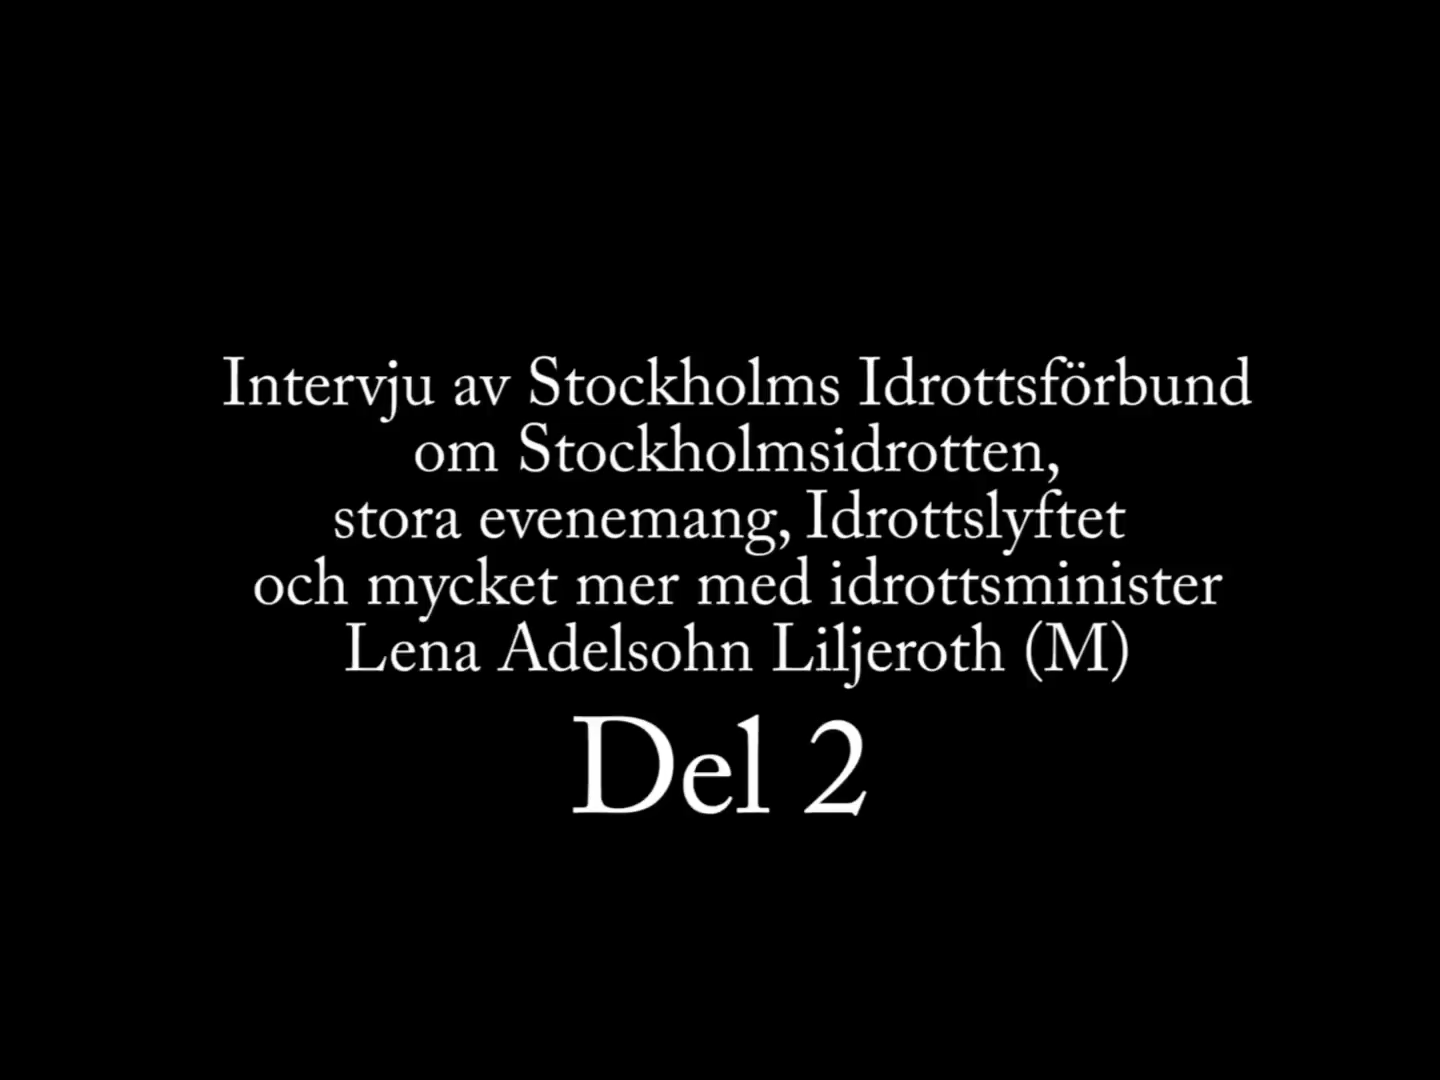 Intervju av Stockholms Idrottsförbund
om Stockholmsidrotten,
stora evenemang, Idrottslyftet
och mycket mer med idrottsminister
Lena Adelsohn Liljeroth (M)
Del 2